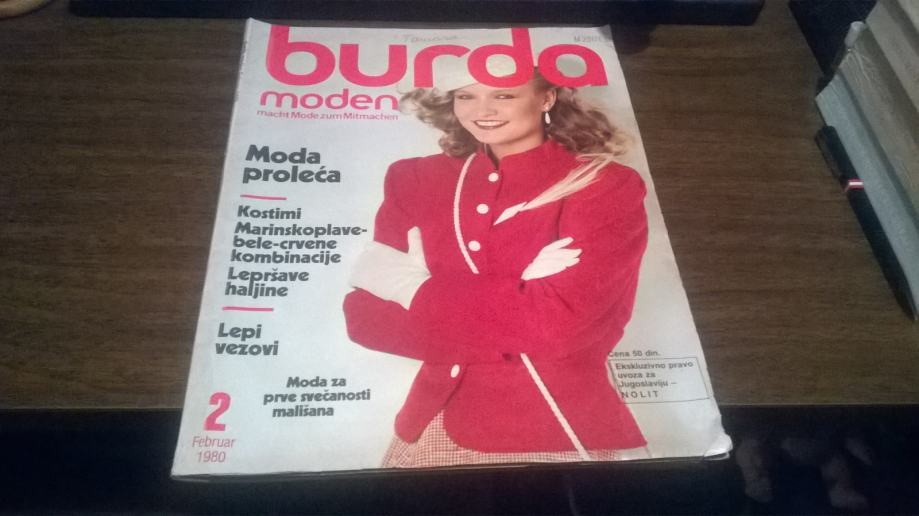 burda
moden
macht Mode zum Mitmachen
Moda
proleća
Kostimi
Marinskoplave-
bele-crvene
kombinacije
Lepršave
haljine
Lepi
vezovi
Moda za
prve svečanosti
mališana
2
Februar
1980
Cena 50 din.
Ekskluzivno pravo
uvoza za
Jugoslaviju –
NOLIT